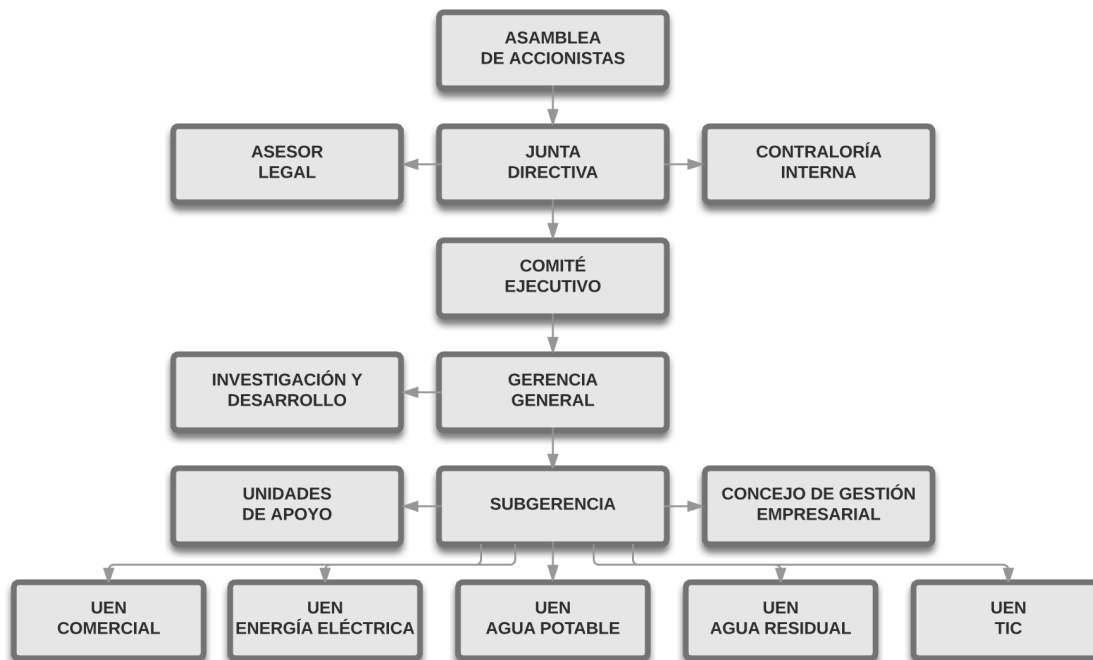 ASAMBLEA
DE ACCIONISTAS
ASESOR
LEGAL
JUNTA
DIRECTIVA
CONTRALORÍA
INTERNA
COMITÉ
EJECUTIVO
INVESTIGACIÓN Y
DESARROLLO
GERENCIA
GENERAL
UNIDADES
DE APOYO
SUBGERENCIA
CONCEJO DE GESTIÓN
EMPRESARIAL
UEN
COMERCIAL
UEN
ENERGÍA ELÉCTRICA
UEN
AGUA POTABLE
UEN
AGUA RESIDUAL
UEN
TIC